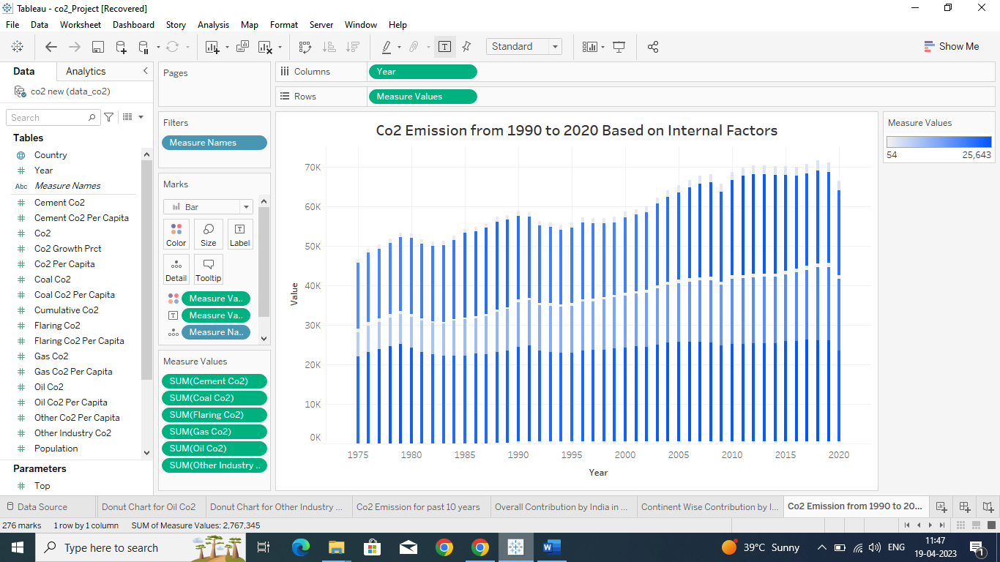 Tableau - co2_Project [Recovered]
File Data Worksheet Dashboard Story Analysis Map Format Server Window Help
Standard
Show Me
Data
Analytics
co2 new (data_co2)
Search
Tables
Country
Year
Abc Measure Names
Cement Co2
Cement Co2 Per Capita
Co2
Co2 Growth Prct
Co2 Per Capita
Coal Co2
Coal Co2 Per Capita
Cumulative Co2
Flaring Co2
Flaring Co2 Per Capita
Gas Co2
Gas Co2 Per Capita
Oil Co2
Oil Co2 Per Capita
Other Co2 Per Capita
Other Industry Co2
Population
Parameters
Top
Pages
Filters
Measure Names
Marks
Bar
Color
Size
T
Label
Detail
Tooltip
Measure Va..
T Measure Va..
Measure Na..
Measure Values
SUM(Cement Co2)
SUM(Coal Co2)
SUM(Flaring Co2)
SUM(Gas Co2)
SUM(Oil Co2)
SUM(Other Industry ..
Columns
Year
Rows
Measure Values
Co2 Emission from 1990 to 2020 Based on Internal Factors
Value
70K
60K
50K
40K
30K
20K
10K
0K
1975 1980 1985 1990 1995 2000 2005 2010 2015 2020
Year
Measure Values
54 25,643
Data Source
Donut Chart for Oil Co2
Donut Chart for Other Industry ...
Co2 Emission for past 10 years
Overall Contribution by India in ...
Continent Wise Contribution by I...
Co2 Emission from 1990 to 20...
276 marks 1 row by 1 column SUM of Measure Values: 2,767,345
Type here to search
39°C Sunny
ENG
11:47
19-04-2023
1